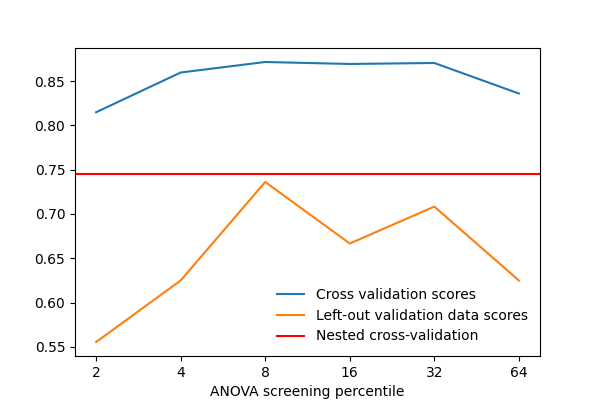 0.85
0.80
0.75
0.70
0.65
0.60
0.55
Cross validation scores
Left-out validation data scores
Nested cross-validation
2 4 8 16 32 64
ANOVA screening percentile